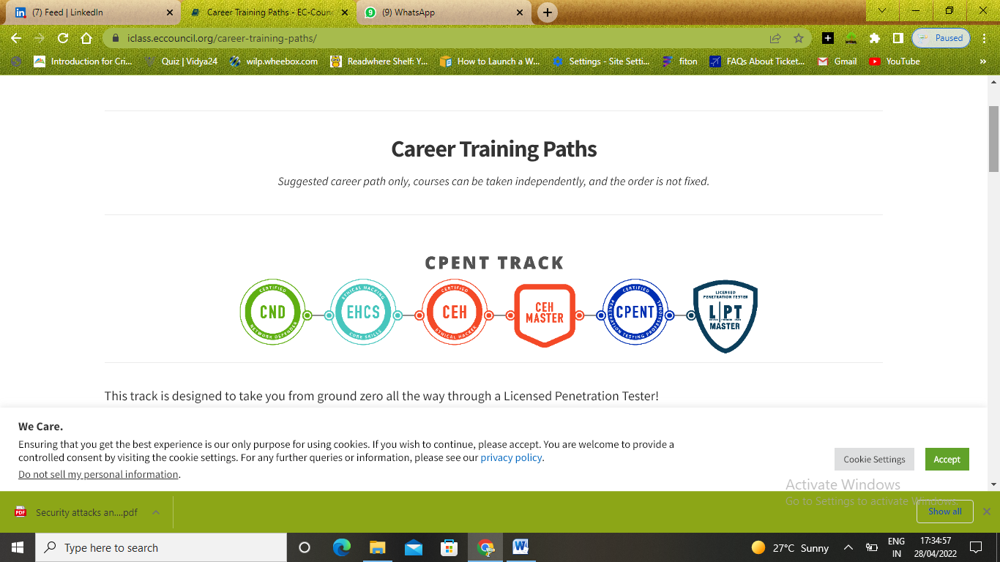 (7) Feed | LinkedIn
Career Training Paths - EC-Coun
(9) WhatsApp
iclass.eccouncil.org/career-training-paths/
Paused
Introduction for Cri...
Quiz | Vidya24
wilp.wheebox.com
Readwhere Shelf: Y...
How to Launch a W...
Settings - Site Setti...
fiton
FAQs About Ticket...
Gmail
YouTube
Career Training Paths
Suggested career path only, courses can be taken independently, and the order is not fixed.
CPENT TRACK
CERTIFIED
CND
NETWORK DEFENDER
ETHICAL HACKING
EHCS
CORE SKILLS
CERTIFIED
CEH
ETHICAL HACKER
CEH
MASTER
CERTIFIED
CPENT
PENETRATION TESTING PROFESSIONAL
LICENSED
PENETRATION TESTER
L|PT
MASTER
This track is designed to take you from ground zero all the way through a Licensed Penetration Tester!
We Care.
Ensuring that you get the best experience is our only purpose for using cookies. If you wish to continue, please accept. You are welcome to provide a
controlled consent by visiting the cookie settings. For any further queries or information, please see our privacy policy.
Do not sell my personal information.
Cookie Settings
Accept
Activate Windows
Go to Settings to activate Windows.
PDF
Security attacks an....pdf
Show all
Type here to search
27°C Sunny
ENG
IN
17:34:57
28/04/2022